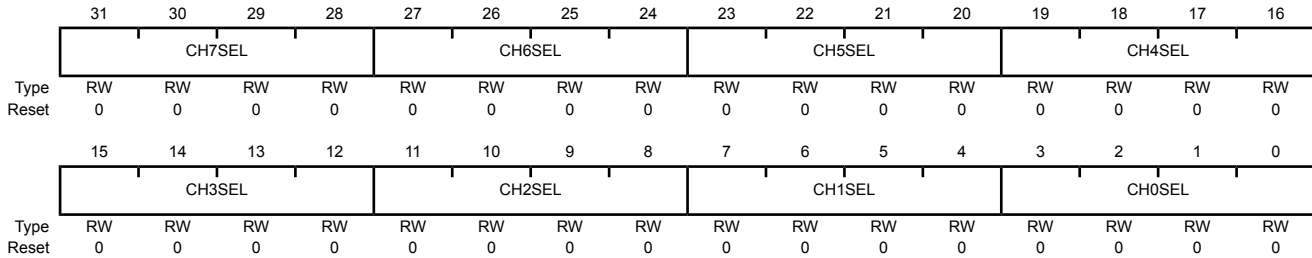 31 30 29 28 27 26 25 24 23 22 21 20 19 18 17 16
CH7SEL CH6SEL CH5SEL CH4SEL
Type RW RW RW RW RW RW RW RW RW RW RW RW RW RW RW RW
Reset 0 0 0 0 0 0 0 0 0 0 0 0 0 0 0 0
15 14 13 12 11 10 9 8 7 6 5 4 3 2 1 0
CH3SEL CH2SEL CH1SEL CH0SEL
Type RW RW RW RW RW RW RW RW RW RW RW RW RW RW RW RW
Reset 0 0 0 0 0 0 0 0 0 0 0 0 0 0 0 0